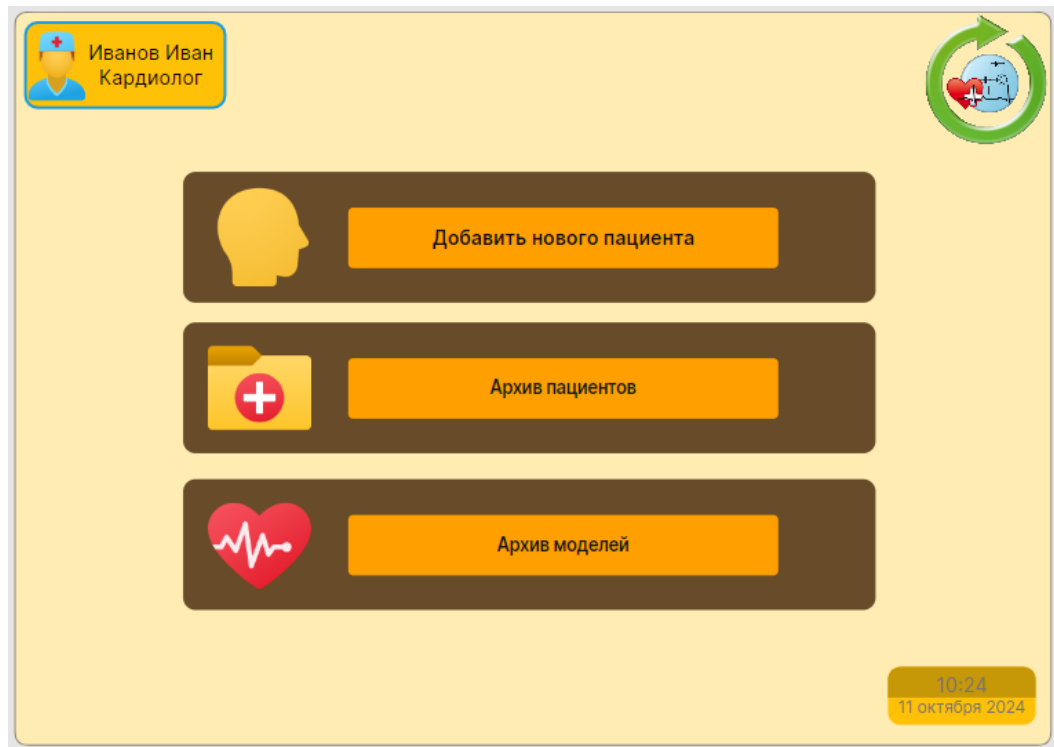 Иванов Иван
Кардиолог
Добавить нового пациента
Архив пациентов
Архив моделей
10:24
11 октября 2024